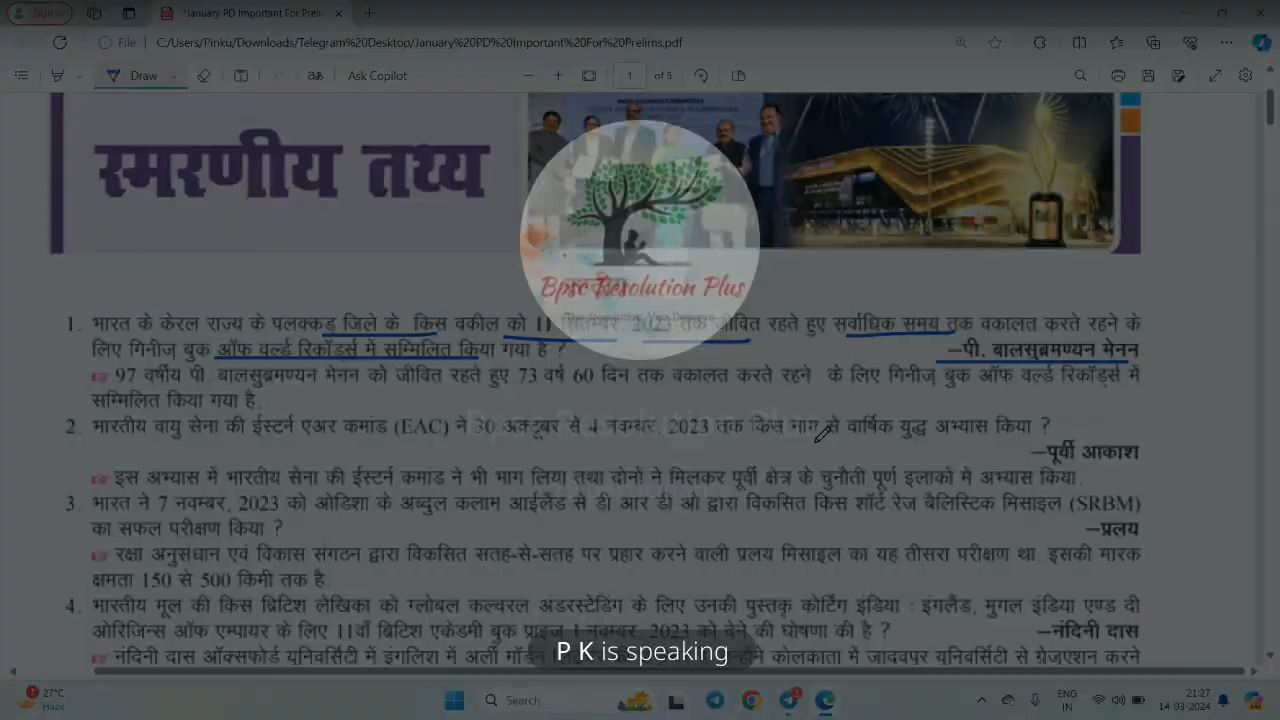 Sign in
*January PD Important For Preli
File
C:/Users/Pinku/Downloads/Telegram%20Desktop/January%20PD%20Important%20For%20Prelims.pdf
Draw
Ask Copilot
1 of 5
स्मरणीय तथ्य
Bpsc Resolution Plus
1. भारत के केरल राज्य के पलक्कड़ जिले के किस वकील को 11 सितम्बर, 2023 तक जीवित रहते हुए सर्वाधिक समय तक वकालत करते रहने के
लिए गिनीज़ बुक ऑफ वर्ल्ड रिकॉर्ड्स में सम्मिलित किया गया है ? —पी. बालसुब्रमण्यन मेनन
97 वर्षीय पी. बालसुब्रमण्यन मेनन को जीवित रहते हुए 73 वर्ष 60 दिन तक वकालत करते रहने के लिए गिनीज़ बुक ऑफ वर्ल्ड रिकॉर्ड्स में
सम्मिलित किया गया है.
2. भारतीय वायु सेना की ईस्टर्न एअर कमांड (EAC) ने 30 अक्टूबर से 4 नवम्बर, 2023 तक किस नाम से वार्षिक युद्ध अभ्यास किया ?
—पूर्वी आकाश
इस अभ्यास में भारतीय सेना की ईस्टर्न कमांड ने भी भाग लिया तथा दोनों ने मिलकर पूर्वी क्षेत्र के चुनौती पूर्ण इलाकों में अभ्यास किया.
3. भारत ने 7 नवम्बर, 2023 को ओडिशा के अब्दुल कलाम आईलैंड से डी आर डी ओ द्वारा विकसित किस शॉर्ट रेंज बैलिस्टिक मिसाइल (SRBM)
का सफल परीक्षण किया ? —प्रलय
रक्षा अनुसंधान एवं विकास संगठन द्वारा विकसित सतह-से-सतह पर प्रहार करने वाली प्रलय मिसाइल का यह तीसरा परीक्षण था. इसकी मारक
क्षमता 150 से 500 किमी तक है.
4. भारतीय मूल की किस ब्रिटिश लेखिका को ग्लोबल कल्चरल अंडरस्टेंडिंग के लिए उनकी पुस्तक कोर्टिंग इंडिया : इंगलैंड, मुगल इंडिया एण्ड दी
ओरिजिन्स ऑफ एम्पायर के लिए 11वाँ ब्रिटिश एकेडमी बुक प्राइज 1 नवम्बर, 2023 को देने की घोषणा की है ? —नंदिनी दास
नंदिनी दास ऑक्सफोर्ड यूनिवर्सिटी में इंगलिश में अर्ली मॉर्डन कोलकाता में जादवपुर यूनिवर्सिटी से ग्रेजुएशन करने
P K is speaking
27°C
Haze
Search
ENG
IN
21:27
14-03-2024